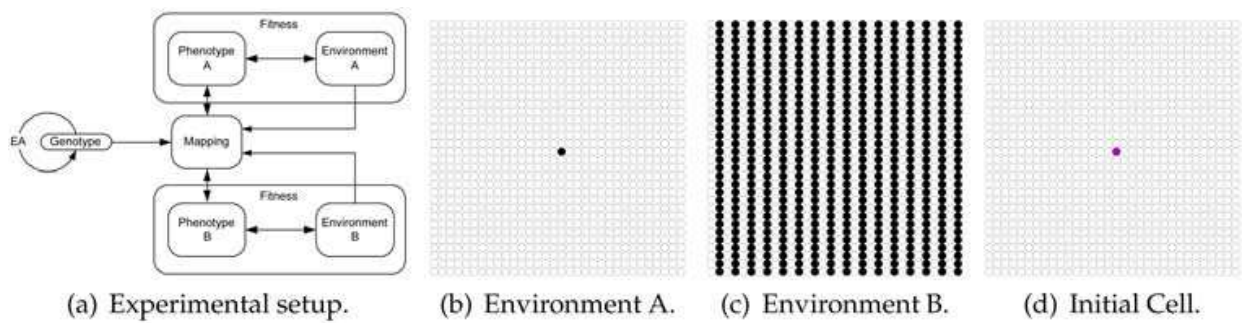 Fitness
Phenotype
A
Environment
A
EA
Genotype
Mapping
Fitness
Phenotype
B
Environment
B
(a) Experimental setup.
(b) Environment A.
(c) Environment B.
(d) Initial Cell.